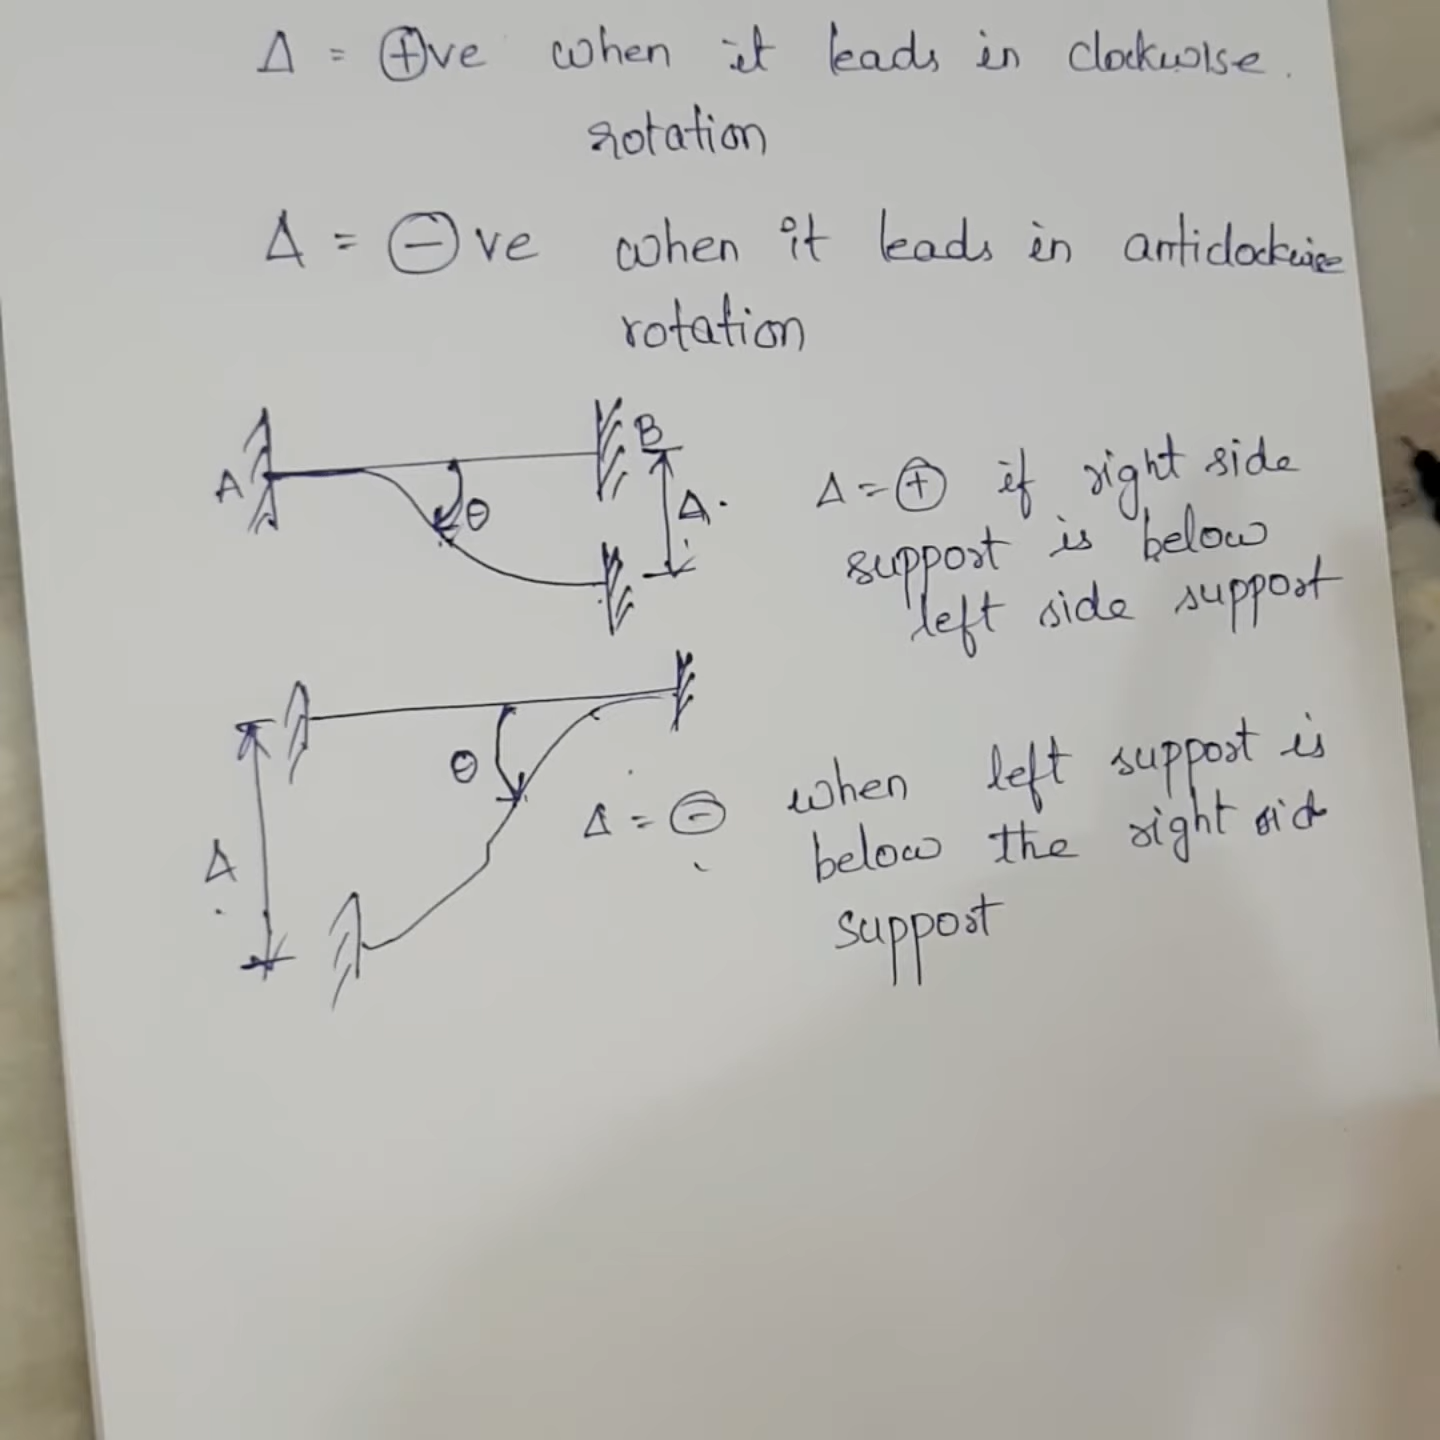 Δ = ⊕ve when it leads in clockwise.
rotation
Δ = ⊖ve when it leads in anticlockwise
rotation
A
B
θ
Δ.
Δ = ⊕ if right side
support is below
left side support
θ
Δ
Δ = ⊖ when left support is
below the right side
support